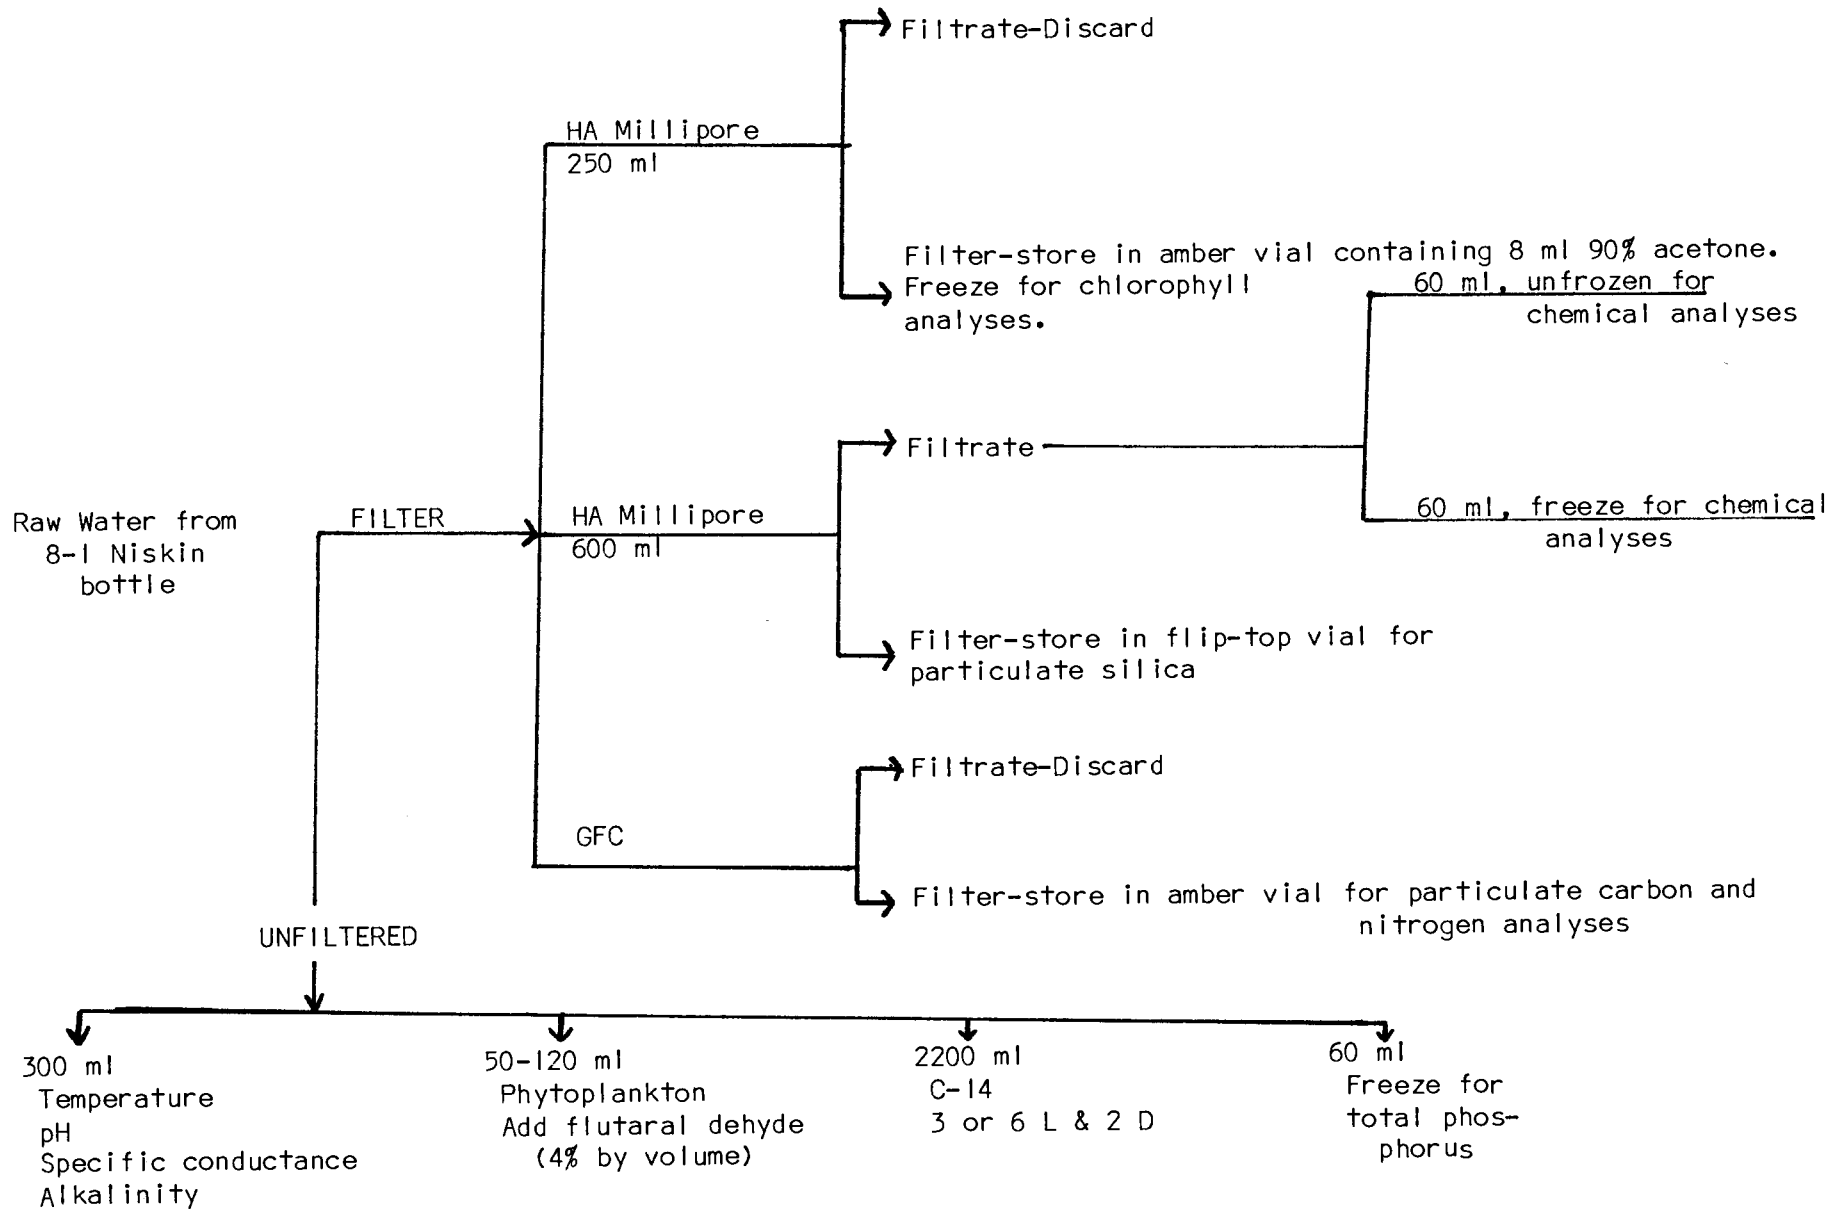 Filtrate-Discard
HA Millipore
250 ml
Filter-store in amber vial containing 8 ml 90% acetone.
Freeze for chlorophyll
analyses.
60 ml, unfrozen for
chemical analyses
Filtrate
60 ml, freeze for chemical
analyses
Raw Water from
8-l Niskin
bottle
FILTER
HA Millipore
600 ml
Filter-store in flip-top vial for
particulate silica
Filtrate-Discard
GFC
Filter-store in amber vial for particulate carbon and
nitrogen analyses
UNFILTERED
300 ml
Temperature
pH
Specific conductance
Alkalinity
50-120 ml
Phytoplankton
Add flutaral dehyde
(4% by volume)
2200 ml
C-14
3 or 6 L & 2 D
60 ml
Freeze for
total phos-
phorus